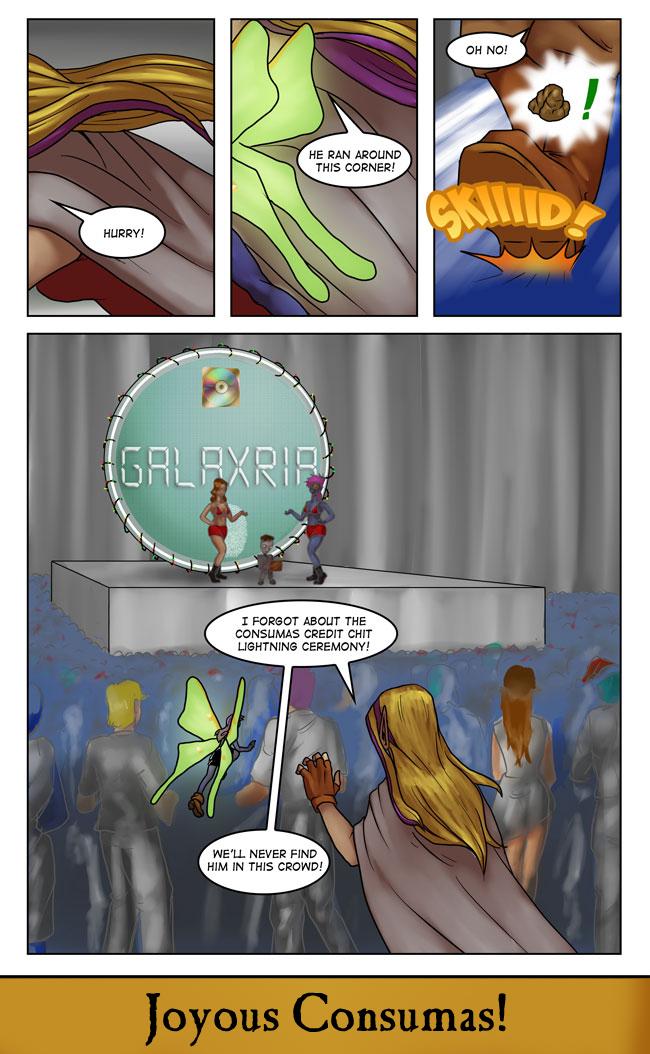 HURRY!
HE RAN AROUND
THIS CORNER!
OH NO!
!
SKIIIID!
GALAXRIA
I FORGOT ABOUT THE
CONSUMAS CREDIT CHIT
LIGHTNING CEREMONY!
WE'LL NEVER FIND
HIM IN THIS CROWD!
Joyous Consumas!